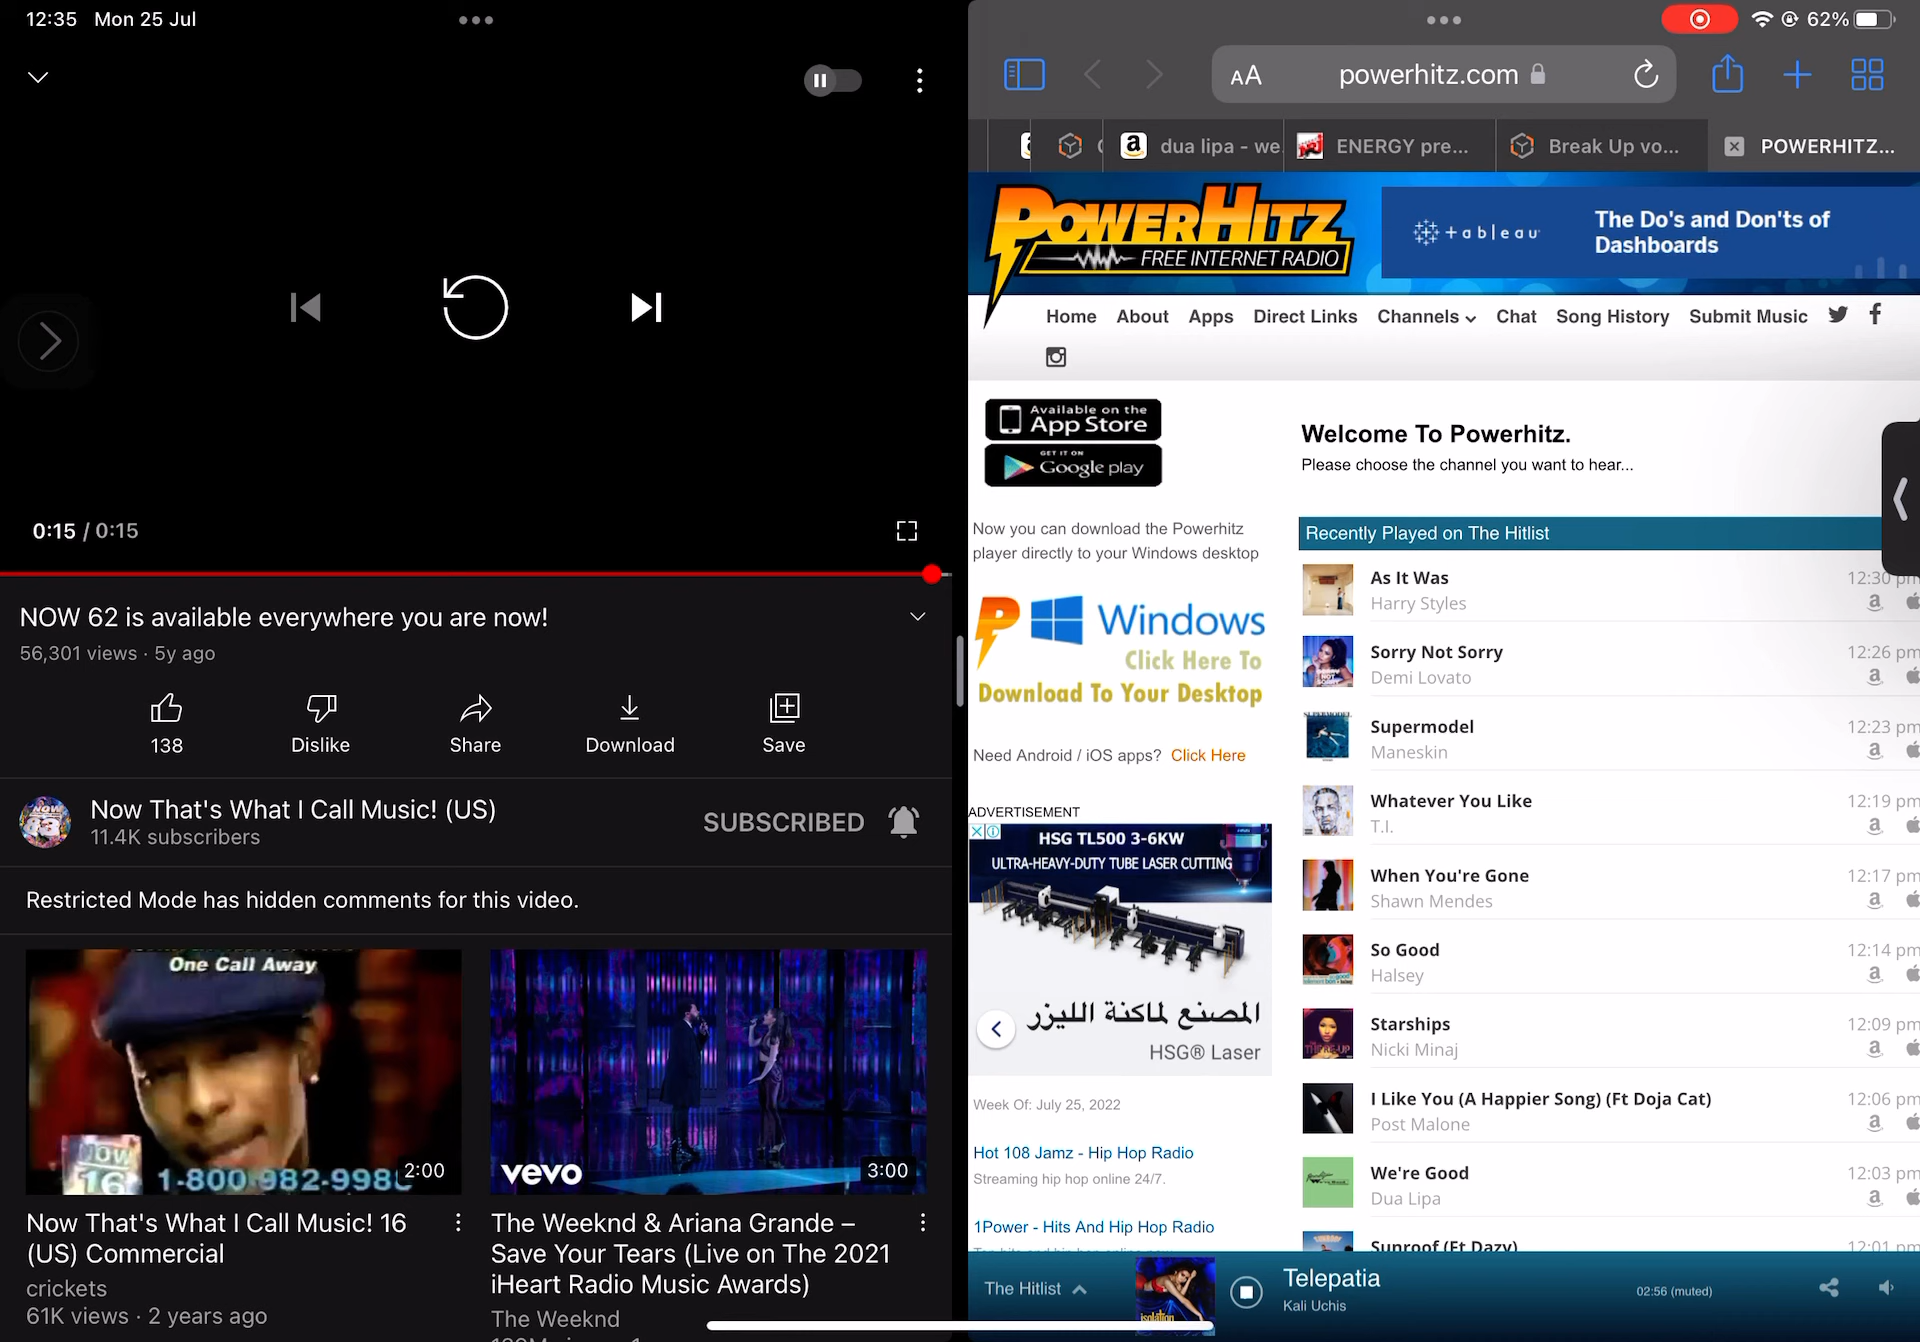 12:35 Mon 25 Jul
0:15 / 0:15
NOW 62 is available everywhere you are now!
56,301 views · 5y ago
138
Dislike
Share
Download
Save
Now That's What I Call Music! (US)
11.4K subscribers
SUBSCRIBED
Restricted Mode has hidden comments for this video.
One Call Away
NOW
16
2:00
vevo
3:00
Now That's What I Call Music! 16
(US) Commercial
crickets
61K views · 2 years ago
The Weeknd & Ariana Grande –
Save Your Tears (Live on The 2021
iHeart Radio Music Awards)
The Weeknd
62%
AA
powerhitz.com
dua lipa - we
ENERGY pre...
Break Up vo...
POWERHITZ...
POWERHITZ
FREE INTERNET RADIO
+ableau
The Do's and Don'ts of
Dashboards
Home
About
Apps
Direct Links
Channels
Chat
Song History
Submit Music
Available on the
App Store
GET IT ON
Google play
Now you can download the Powerhitz
player directly to your Windows desktop
Windows
Click Here To
Download To Your Desktop
Need Android / iOS apps? Click Here
ADVERTISEMENT
HSG TL500 3-6KW
ULTRA-HEAVY-DUTY TUBE LASER CUTTING
المصنع لماكنة الليزر
HSG® Laser
Week Of: July 25, 2022
Hot 108 Jamz - Hip Hop Radio
Streaming hip hop online 24/7.
1Power - Hits And Hip Hop Radio
Welcome To Powerhitz.
Please choose the channel you want to hear...
Recently Played on The Hitlist
As It Was
12:30 pm
Harry Styles
Sorry Not Sorry
12:26 pm
Demi Lovato
Supermodel
12:23 pm
Maneskin
Whatever You Like
12:19 pm
T.I.
When You're Gone
12:17 pm
Shawn Mendes
So Good
12:14 pm
Halsey
Starships
12:09 pm
Nicki Minaj
I Like You (A Happier Song) (Ft Doja Cat)
12:06 pm
Post Malone
We're Good
12:03 pm
Dua Lipa
Sunroof (Ft Dazy)
12:01 pm
The Hitlist
isolation
Telepatia
Kali Uchis
02:56 (muted)